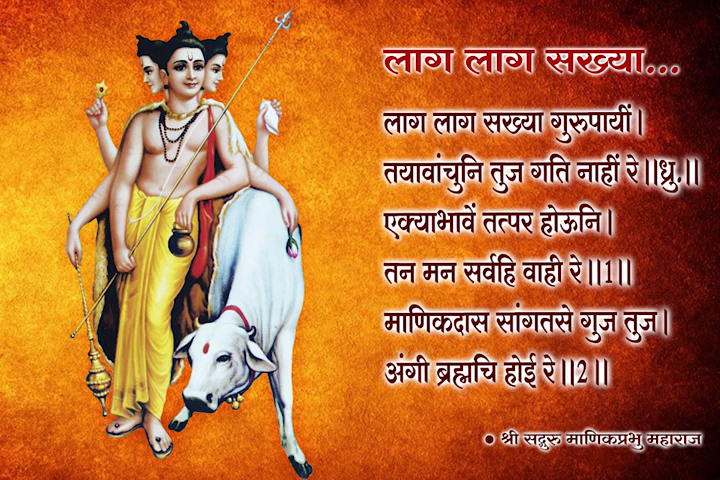 लाग लाग सख्या...
लाग लाग सख्या गुरुपायीं।
तयावांचुनि तुज गति नाहीं रे॥ध्रु.॥
एक्याभावें तत्पर होऊनि।
तन मन सर्वहि वाही रे॥1॥
माणिकदास सांगतसे गुज तुज।
अंगी ब्रह्मचि होई रे॥2॥
• श्री सद्गुरु माणिकप्रभु महाराज